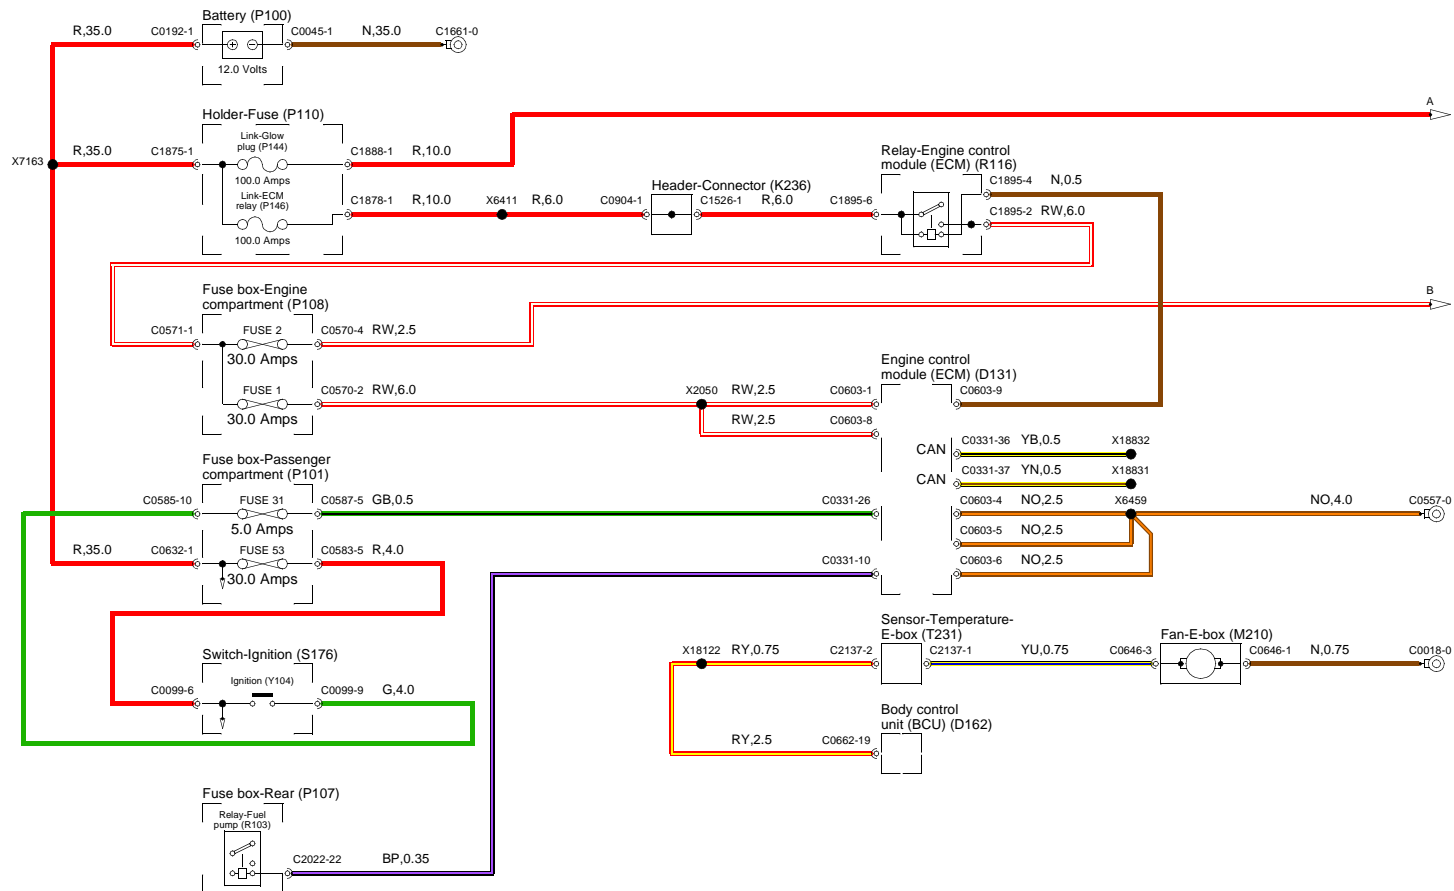 Battery (P100)
R,35.0
C0192-1
C0045-1
N,35.0
C1661-0
12.0 Volts
A
Holder-Fuse (P110)
Link-Glow
plug (P144)
X7163
R,35.0
C1875-1
C1888-1
R,10.0
100.0 Amps
Link-ECM
relay (P146)
C1878-1
R,10.0
X6411
R,6.0
C0904-1
100.0 Amps
Header-Connector (K236)
C1526-1
R,6.0
C1895-6
Relay-Engine control
module (ECM) (R116)
C1895-4
N,0.5
C1895-2
RW,6.0
Fuse box-Engine
compartment (P108)
B
C0571-1
FUSE 2
C0570-4
RW,2.5
30.0 Amps
FUSE 1
C0570-2
RW,6.0
30.0 Amps
X2050
RW,2.5
C0603-1
RW,2.5
C0603-8
Engine control
module (ECM) (D131)
C0603-9
CAN
C0331-36
YB,0.5
X18832
CAN
C0331-37
YN,0.5
X18831
Fuse box-Passenger
compartment (P101)
C0585-10
FUSE 31
C0587-5
GB,0.5
C0331-26
5.0 Amps
C0603-4
NO,2.5
X6459
NO,4.0
C0557-0
C0603-5
NO,2.5
R,35.0
C0632-1
FUSE 53
C0583-5
R,4.0
C0331-10
30.0 Amps
C0603-6
NO,2.5
Sensor-Temperature-
E-box (T231)
Fan-E-box (M210)
X18122
RY,0.75
C2137-2
C2137-1
YU,0.75
C0646-3
C0646-1
N,0.75
C0018-0
Switch-Ignition (S176)
Ignition (Y104)
C0099-6
C0099-9
G,4.0
Body control
unit (BCU) (D162)
RY,2.5
C0662-19
Fuse box-Rear (P107)
Relay-Fuel
pump (R103)
C2022-22
BP,0.35